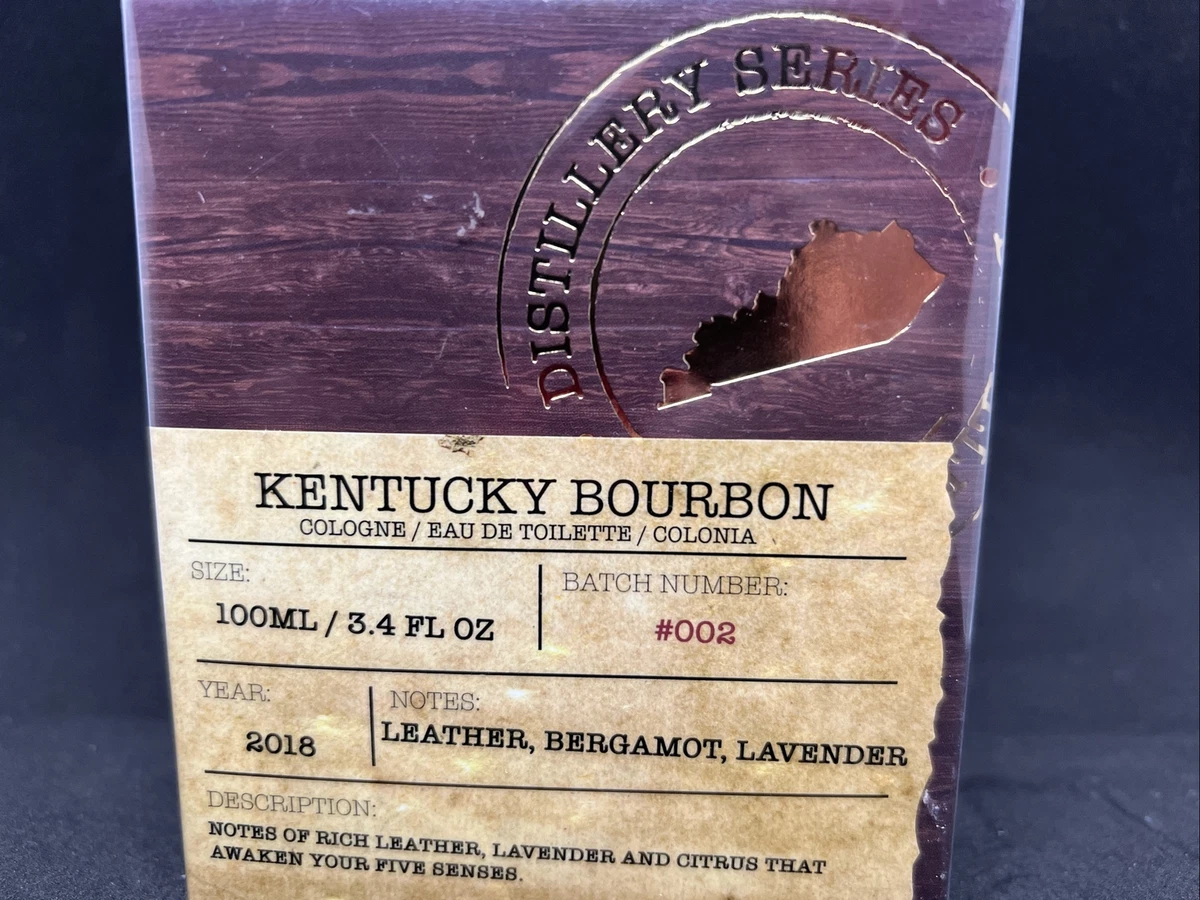 DISTILLERY SERIES
KENTUCKY BOURBON
COLOGNE / EAU DE TOILETTE / COLONIA
SIZE:
100ML / 3.4 FL OZ
BATCH NUMBER:
#002
YEAR:
2018
NOTES:
LEATHER, BERGAMOT, LAVENDER
DESCRIPTION:
NOTES OF RICH LEATHER, LAVENDER AND CITRUS THAT
AWAKEN YOUR FIVE SENSES.